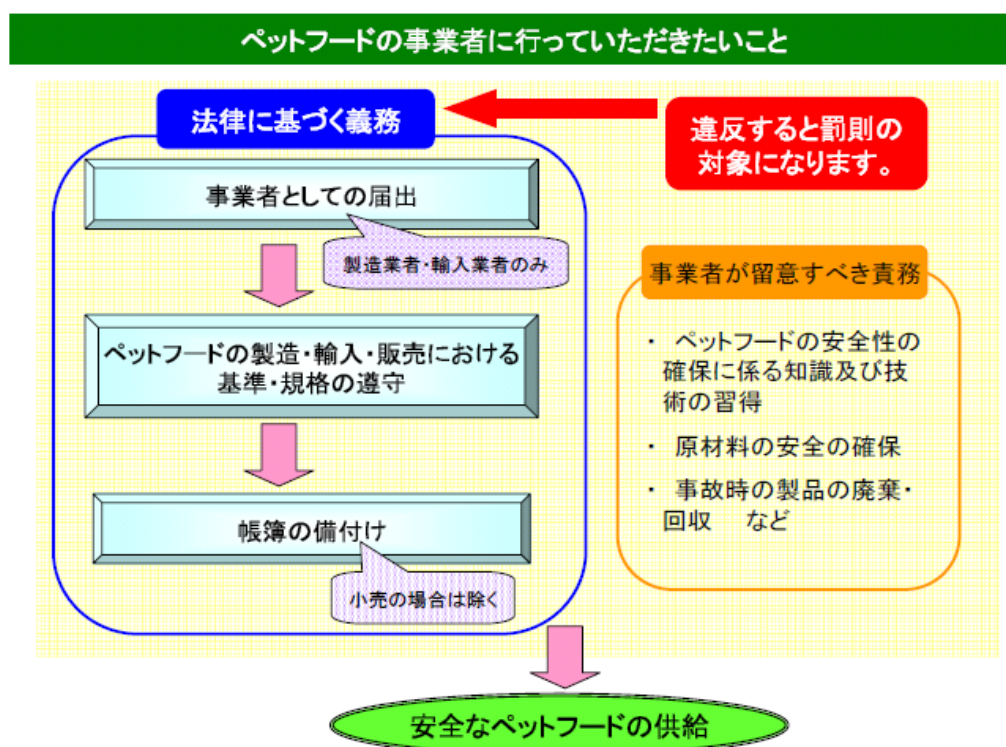 ペットフードの事業者に行っていただきたいこと
法律に基づく義務
違反すると罰則の
対象になります。
事業者としての届出
製造業者・輸入業者のみ
ペットフードの製造・輸入・販売における
基準・規格の遵守
帳簿の備付け
小売の場合は除く
事業者が留意すべき責務
・ ペットフードの安全性の
確保に係る知識及び技
術の習得
・ 原材料の安全の確保
・ 事故時の製品の廃棄・
回収 など
安全なペットフードの供給